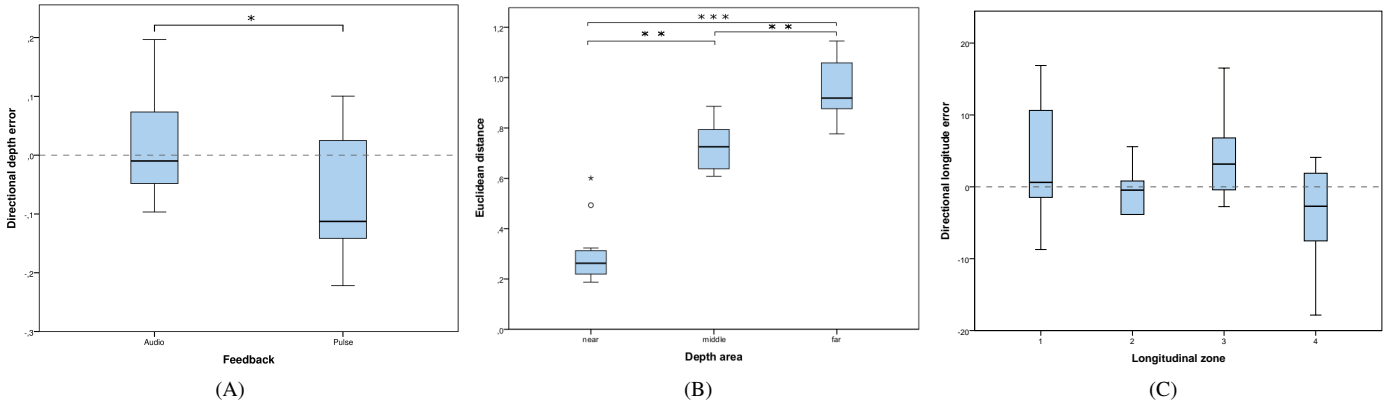 *
,2
,1
,0
-,1
-,2
-,3
Directional depth error
Audio
Pulse
Feedback
(A)
***
**
**
1,2
1,0
,8
,6
,4
,2
,0
Euclidean distance
*
near
middle
far
Depth area
(B)
20
10
0
-10
-20
Directional longitude error
1
2
3
4
Longitudinal zone
(C)